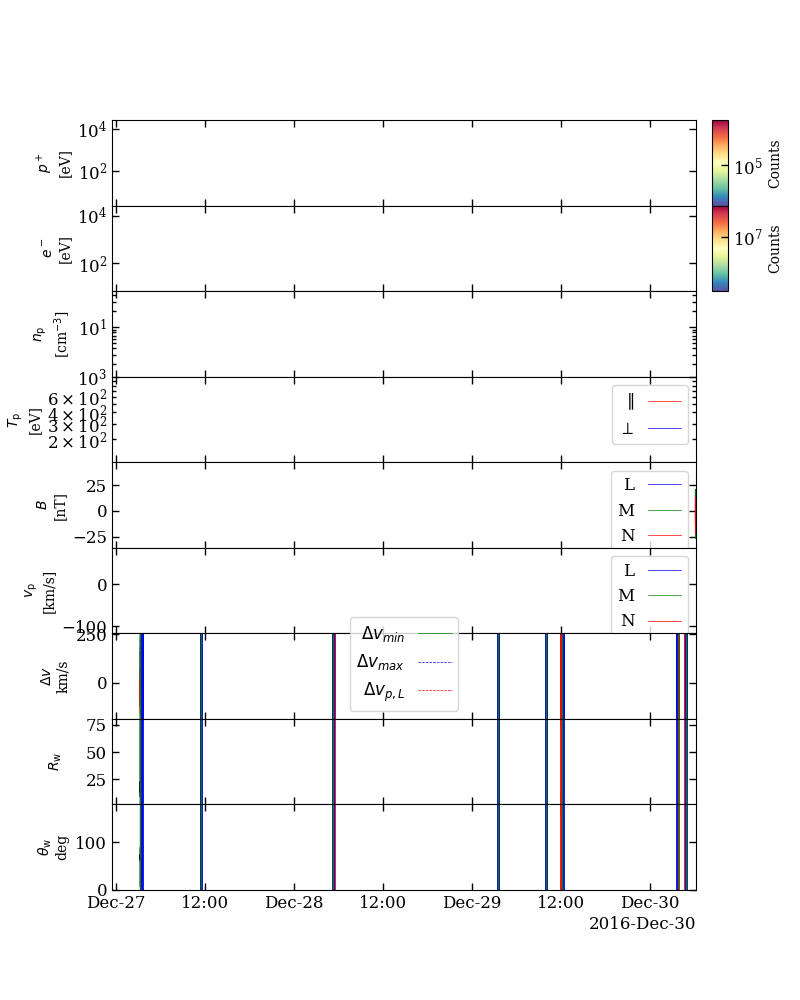 10⁴
10²
p⁺
[eV]
10⁵
Counts
10⁴
10²
e⁻
[eV]
10⁷
Counts
10¹
nₚ
[cm⁻³]
10³
6 × 10²
4 × 10²
3 × 10²
2 × 10²
Tₚ
[eV]
∥
⊥
25
0
−25
B
[nT]
L
M
N
0
−100
vₚ
[km/s]
L
M
N
250
0
Δv
km/s
Δv_min
Δv_max
Δv_p,L
75
50
25
R_w
100
0
θ_w
deg
Dec-27 12:00 Dec-28 12:00 Dec-29 12:00 Dec-30
2016-Dec-30